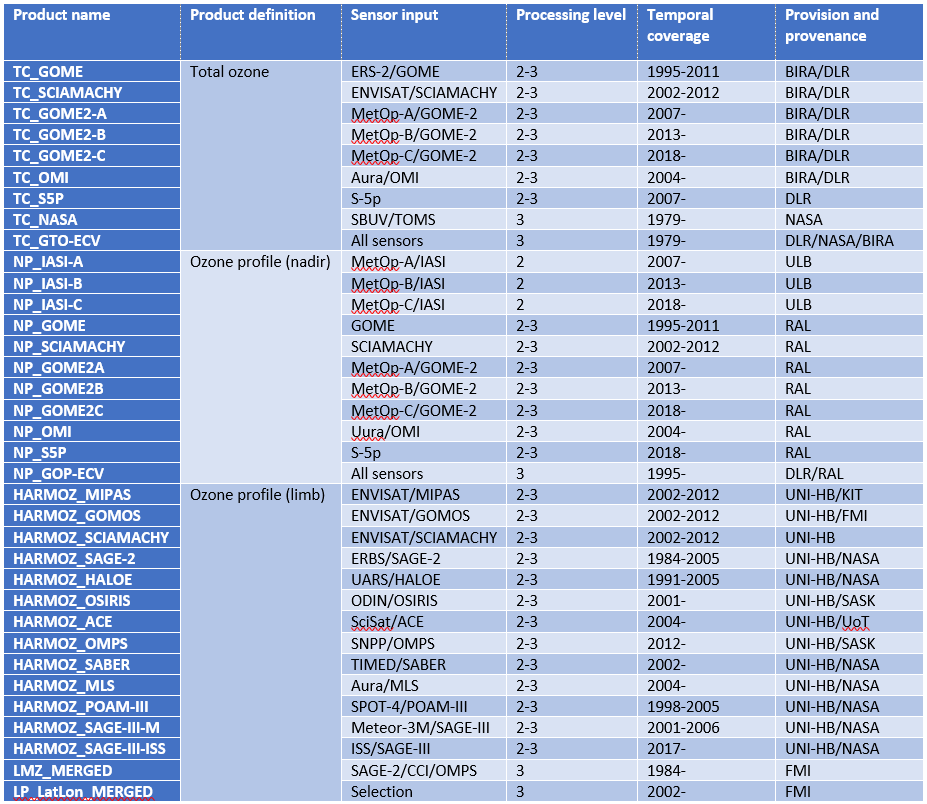 Product name Product definition Sensor input Processing level Temporal coverage Provision and provenance
TC_GOME Total ozone ERS-2/GOME 2-3 1995-2011 BIRA/DLR
TC_SCIAMACHY ENVISAT/SCIAMACHY 2-3 2002-2012 BIRA/DLR
TC_GOME2-A MetOp-A/GOME-2 2-3 2007- BIRA/DLR
TC_GOME2-B MetOp-B/GOME-2 2-3 2013- BIRA/DLR
TC_GOME2-C MetOp-C/GOME-2 2-3 2018- BIRA/DLR
TC_OMI Aura/OMI 2-3 2004- BIRA/DLR
TC_S5P S-5p 2-3 2007- DLR
TC_NASA SBUV/TOMS 3 1979- NASA
TC_GTO-ECV All sensors 3 1979- DLR/NASA/BIRA
NP_IASI-A Ozone profile (nadir) MetOp-A/IASI 2 2007- ULB
NP_IASI-B MetOp-B/IASI 2 2013- ULB
NP_IASI-C MetOp-C/IASI 2 2018- ULB
NP_GOME GOME 2-3 1995-2011 RAL
NP_SCIAMACHY SCIAMACHY 2-3 2002-2012 RAL
NP_GOME2A MetOp-A/GOME-2 2-3 2007- RAL
NP_GOME2B MetOp-B/GOME-2 2-3 2013- RAL
NP_GOME2C MetOp-C/GOME-2 2-3 2018- RAL
NP_OMI Uura/OMI 2-3 2004- RAL
NP_S5P S-5p 2-3 2018- RAL
NP_GOP-ECV All sensors 3 1995- DLR/RAL
HARMOZ_MIPAS Ozone profile (limb) ENVISAT/MIPAS 2-3 2002-2012 UNI-HB/KIT
HARMOZ_GOMOS ENVISAT/GOMOS 2-3 2002-2012 UNI-HB/FMI
HARMOZ_SCIAMACHY ENVISAT/SCIAMACHY 2-3 2002-2012 UNI-HB
HARMOZ_SAGE-2 ERBS/SAGE-2 2-3 1984-2005 UNI-HB/NASA
HARMOZ_HALOE UARS/HALOE 2-3 1991-2005 UNI-HB/NASA
HARMOZ_OSIRIS ODIN/OSIRIS 2-3 2001- UNI-HB/SASK
HARMOZ_ACE SciSat/ACE 2-3 2004- UNI-HB/UoT
HARMOZ_OMPS SNPP/OMPS 2-3 2012- UNI-HB/SASK
HARMOZ_SABER TIMED/SABER 2-3 2002- UNI-HB/NASA
HARMOZ_MLS Aura/MLS 2-3 2004- UNI-HB/NASA
HARMOZ_POAM-III SPOT-4/POAM-III 2-3 1998-2005 UNI-HB/NASA
HARMOZ_SAGE-III-M Meteor-3M/SAGE-III 2-3 2001-2006 UNI-HB/NASA
HARMOZ_SAGE-III-ISS ISS/SAGE-III 2-3 2017- UNI-HB/NASA
LMZ_MERGED SAGE-2/CCI/OMPS 3 1984- FMI
LP_LatLon_MERGED Selection 3 2002- FMI